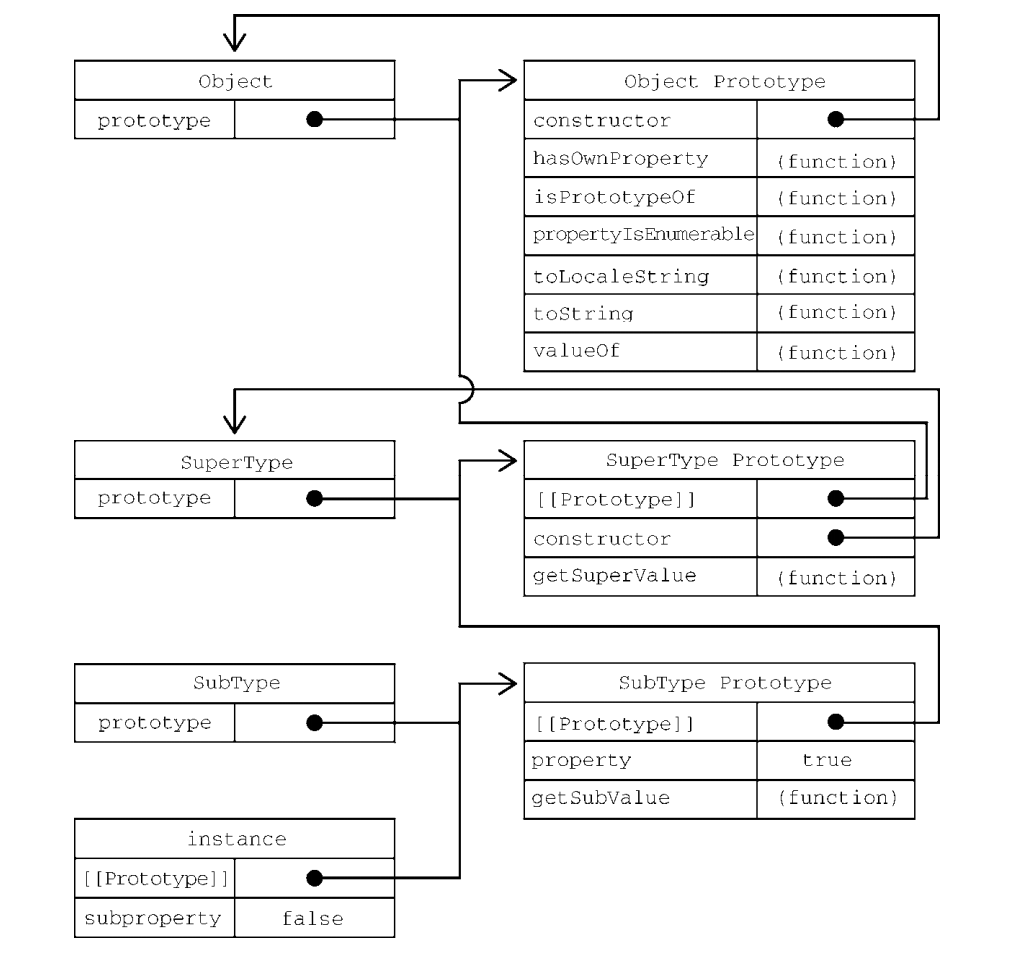 Object
prototype
Object Prototype
constructor
hasOwnProperty (function)
isPrototypeOf (function)
propertyIsEnumerable (function)
toLocaleString (function)
toString (function)
valueOf (function)
SuperType
prototype
SuperType Prototype
[[Prototype]]
constructor
getSuperValue (function)
SubType
prototype
SubType Prototype
[[Prototype]]
property true
getSubValue (function)
instance
[[Prototype]]
subproperty false